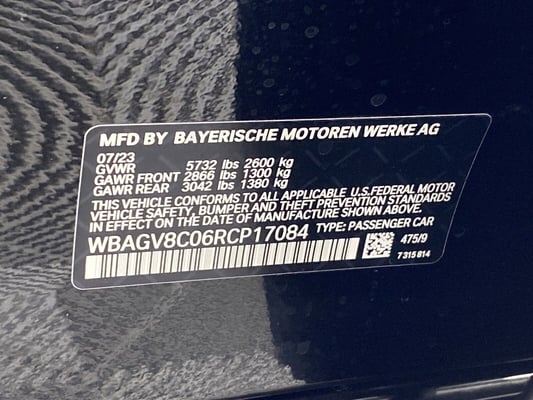 MFD BY BAYERISCHE MOTOREN WERKE AG
07/23
GVWR 5732 lbs 2600 kg
GAWR FRONT 2866 lbs 1300 kg
GAWR REAR 3042 lbs 1380 kg
THIS VEHICLE CONFORMS TO ALL APPLICABLE U.S.FEDERAL MOTOR
VEHICLE SAFETY, BUMPER AND THEFT PREVENTION STANDARDS
IN EFFECT ON THE DATE OF MANUFACTURE SHOWN ABOVE.
WBAGV8C06RCP17084 TYPE: PASSENGER CAR
475/9
7 315 814